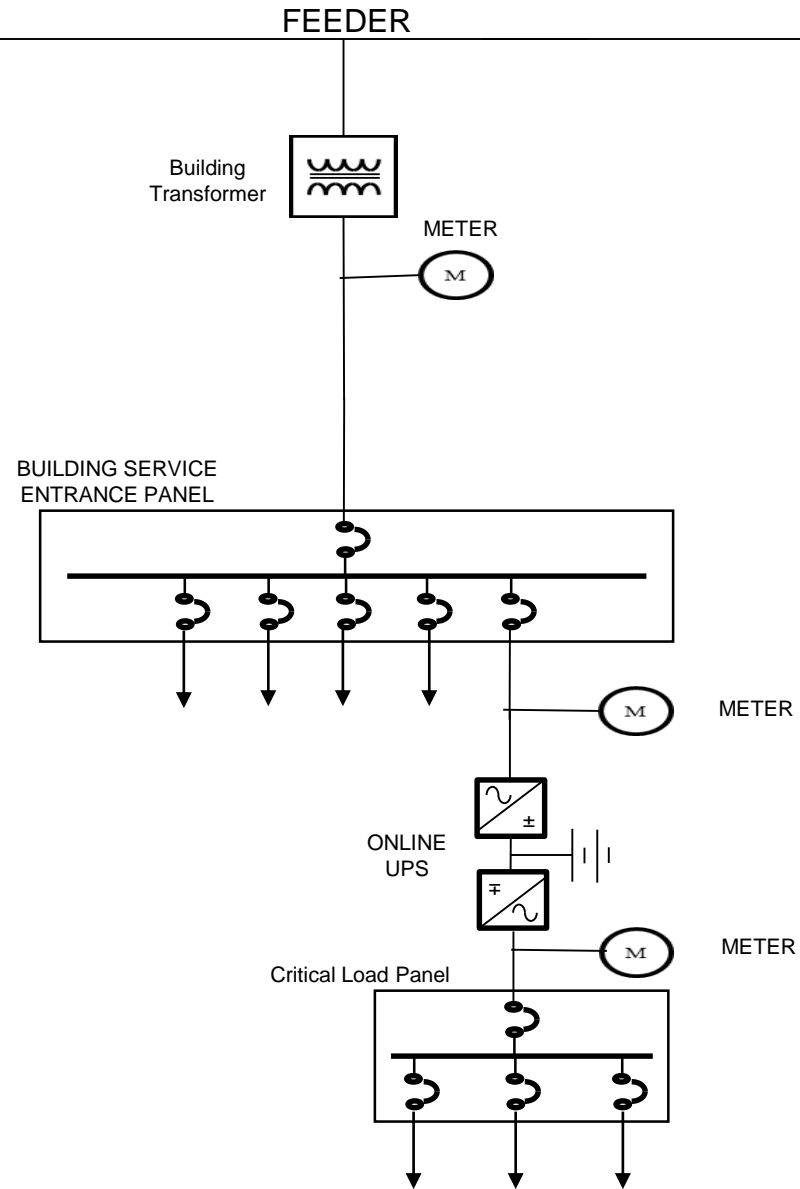 FEEDER
Building
Transformer
METER
M
BUILDING SERVICE
ENTRANCE PANEL
M
METER
±
ONLINE
UPS
∓
M
METER
Critical Load Panel